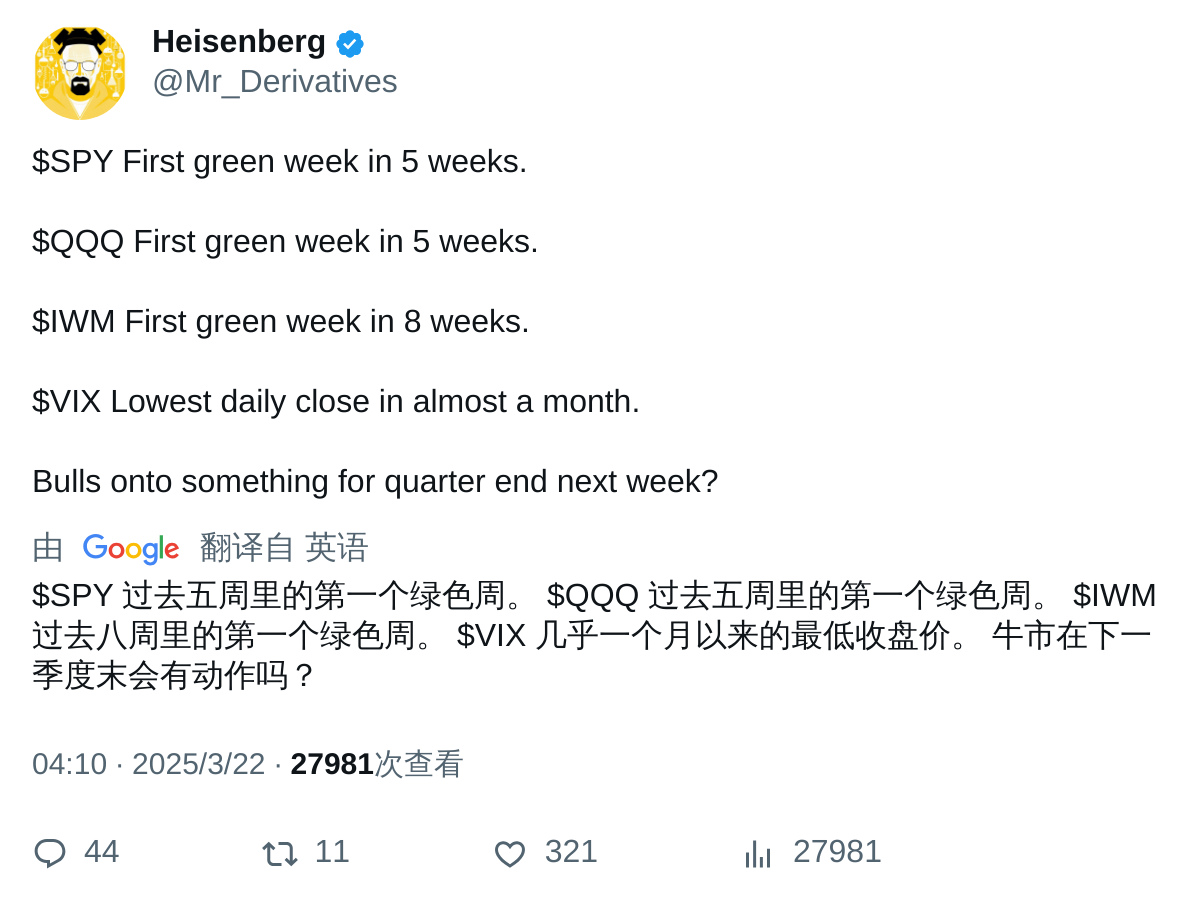 Heisenberg
@Mr_Derivatives
$SPY First green week in 5 weeks.
$QQQ First green week in 5 weeks.
$IWM First green week in 8 weeks.
$VIX Lowest daily close in almost a month.
Bulls onto something for quarter end next week?
由 Google 翻译自 英语
$SPY 过去五周里的第一个绿色周。 $QQQ 过去五周里的第一个绿色周。 $IWM
过去八周里的第一个绿色周。 $VIX 几乎一个月以来的最低收盘价。 牛市在下一
季度末会有动作吗？
04:10 · 2025/3/22 · 27981次查看
44 11 321 27981